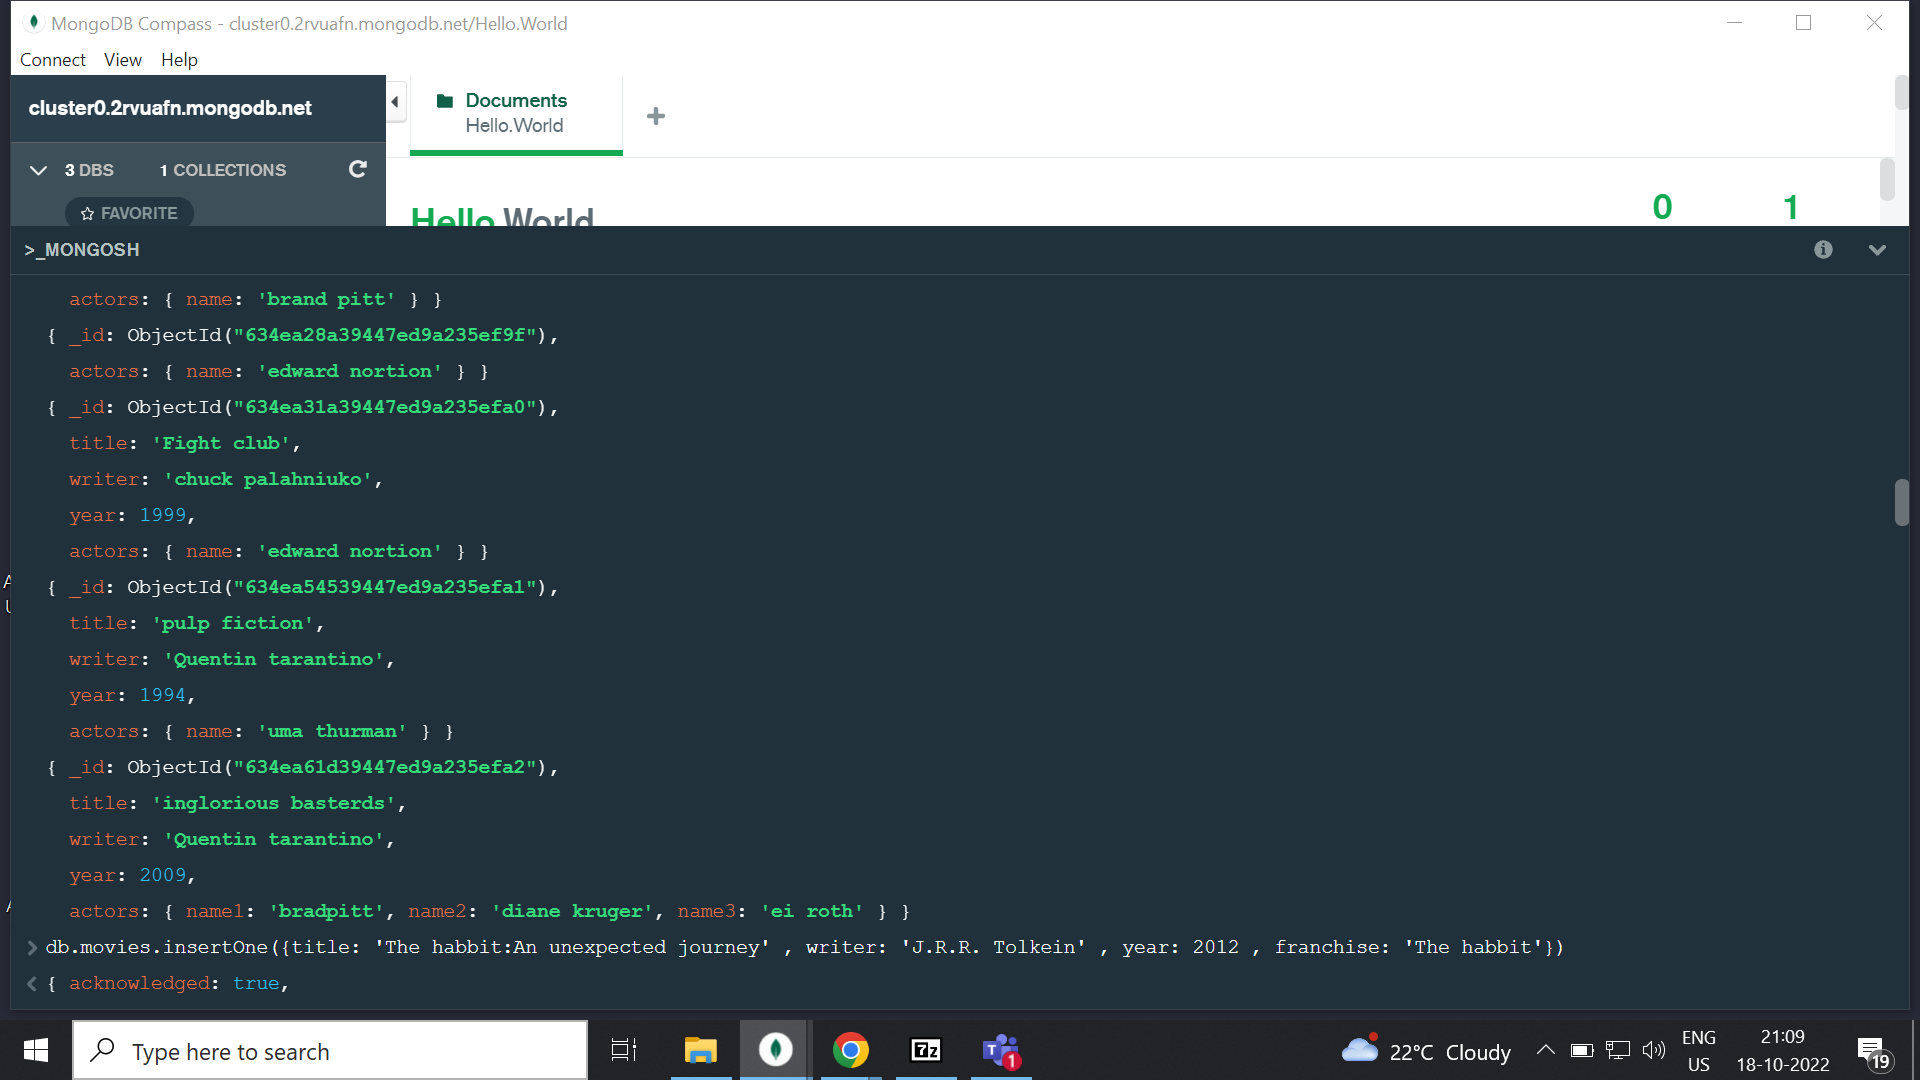 MongoDB Compass - cluster0.2rvuafn.mongodb.net/Hello.World
Connect View Help
cluster0.2rvuafn.mongodb.net
Documents
Hello.World
3 DBS 1 COLLECTIONS
FAVORITE
Hello.World
0 1
>_MONGOSH
actors: { name: 'brand pitt' } }
{ _id: ObjectId("634ea28a39447ed9a235ef9f"),
actors: { name: 'edward nortion' } }
{ _id: ObjectId("634ea31a39447ed9a235efa0"),
title: 'Fight club',
writer: 'chuck palahniuko',
year: 1999,
actors: { name: 'edward nortion' } }
{ _id: ObjectId("634ea54539447ed9a235efa1"),
title: 'pulp fiction',
writer: 'Quentin tarantino',
year: 1994,
actors: { name: 'uma thurman' } }
{ _id: ObjectId("634ea61d39447ed9a235efa2"),
title: 'inglorious basterds',
writer: 'Quentin tarantino',
year: 2009,
actors: { name1: 'bradpitt', name2: 'diane kruger', name3: 'ei roth' } }
> db.movies.insertOne({title: 'The habbit:An unexpected journey' , writer: 'J.R.R. Tolkein' , year: 2012 , franchise: 'The habbit'})
< { acknowledged: true,
Type here to search
7z
T 1
22°C Cloudy
ENG
US
21:09
18-10-2022
19